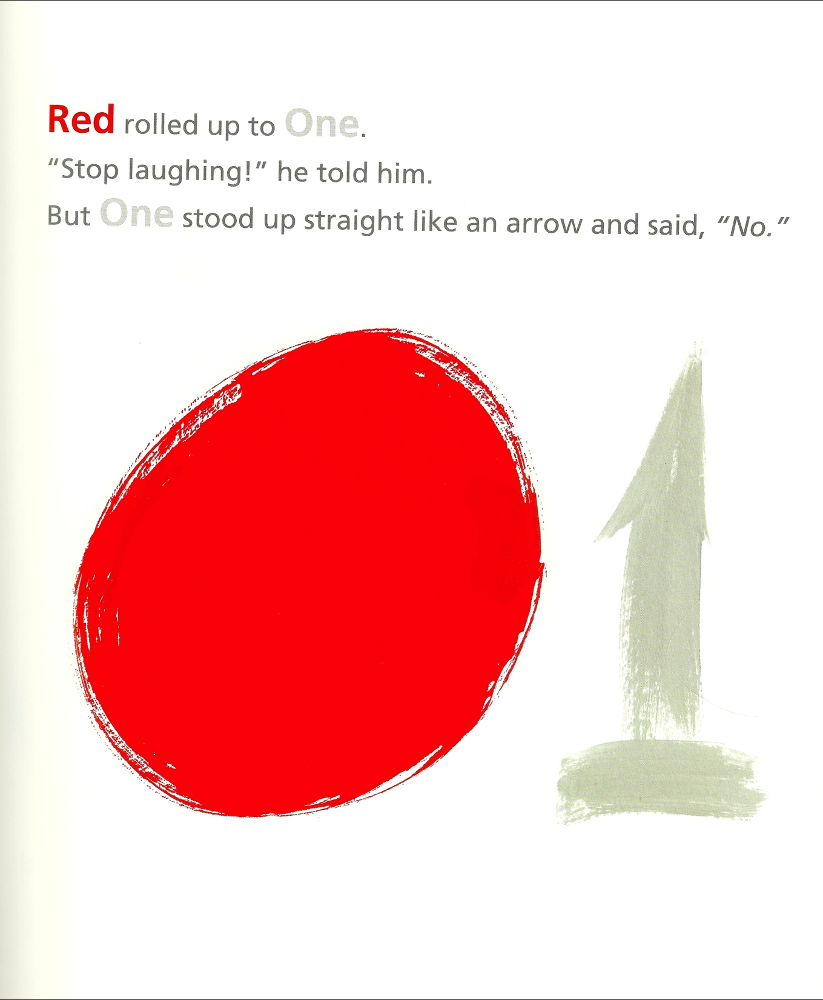 Red rolled up to One.
“Stop laughing!” he told him.
But One stood up straight like an arrow and said, “No.”
1